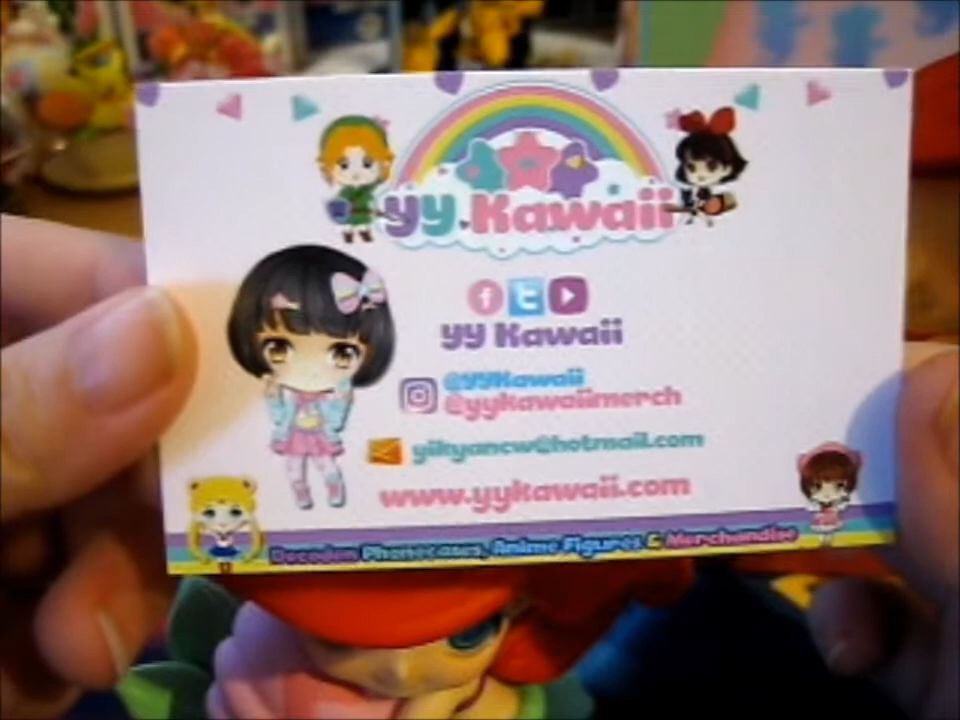 yy Kawaii
yy Kawaii
@yyKawaii
@yykawaiimerch
yikyancw@hotmail.com
www.yykawaii.com
Decoden Phonecases, Anime Figures & Merchandise